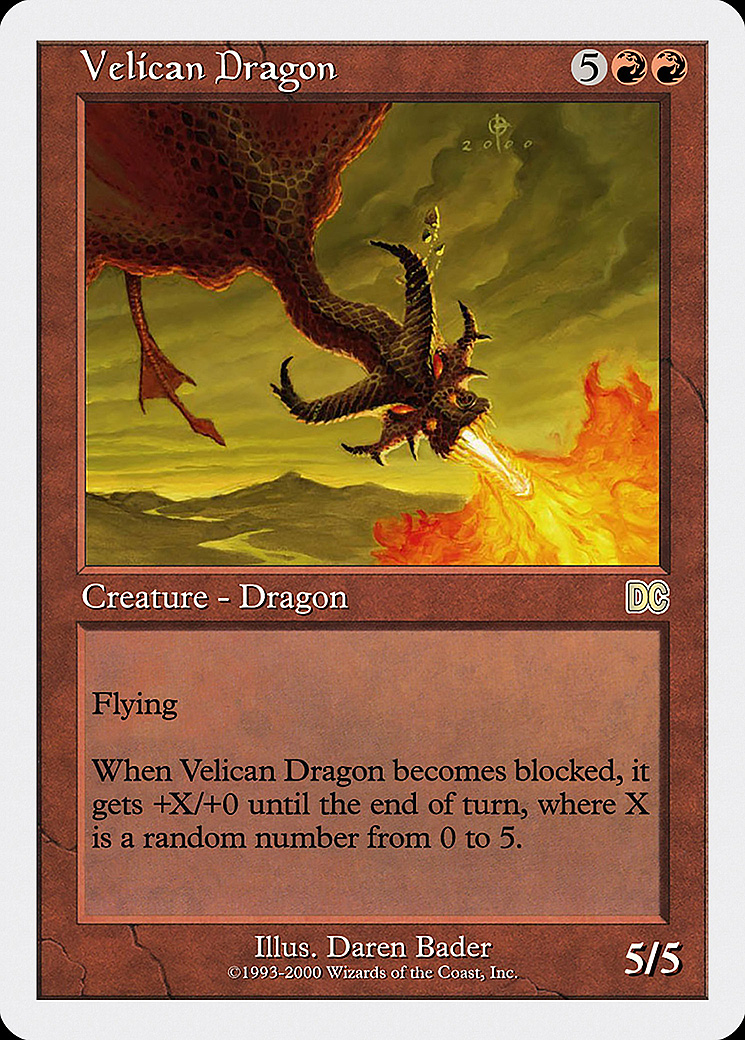 Velican Dragon 5
2000
Creature - Dragon DC
Flying
When Velican Dragon becomes blocked, it
gets +X/+0 until the end of turn, where X
is a random number from 0 to 5.
Illus. Daren Bader
©1993-2000 Wizards of the Coast, Inc.
5/5